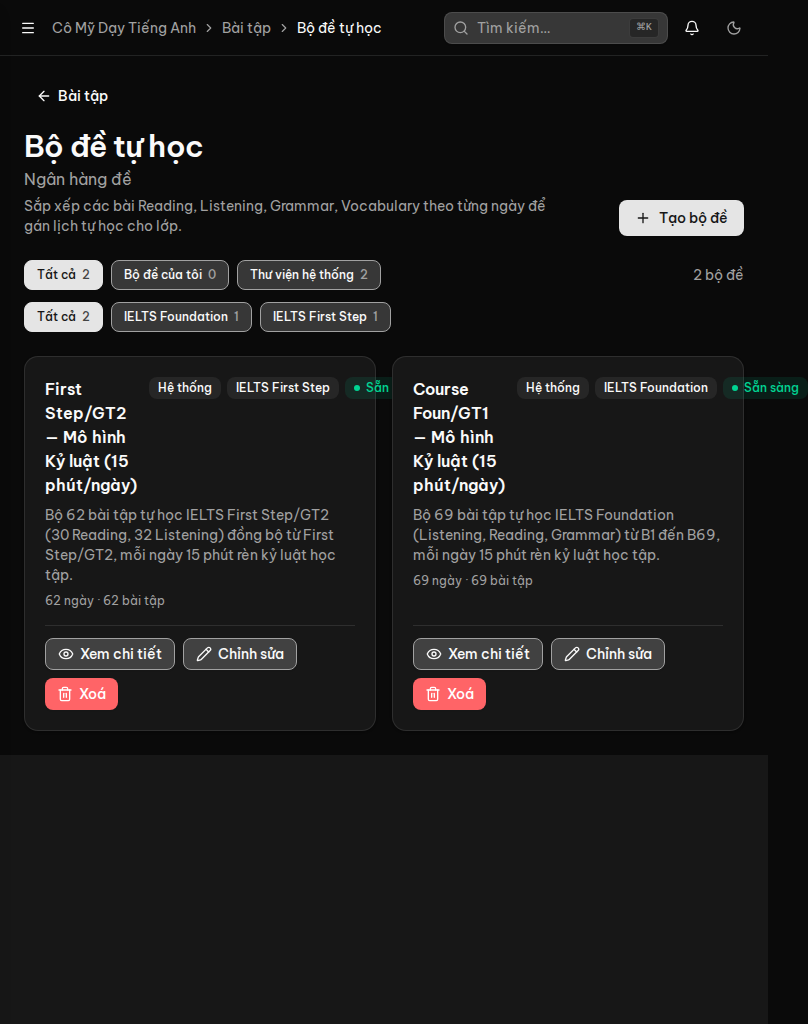 Cô Mỹ Dạy Tiếng Anh > Bài tập > Bộ đề tự học
Tìm kiếm... ⌘K
← Bài tập
Bộ đề tự học
Ngân hàng đề
Sắp xếp các bài Reading, Listening, Grammar, Vocabulary theo từng ngày để
gán lịch tự học cho lớp.
+ Tạo bộ đề
Tất cả 2 Bộ đề của tôi 0 Thư viện hệ thống 2
2 bộ đề
Tất cả 2 IELTS Foundation 1 IELTS First Step 1
First
Step/GT2
– Mô hình
Kỷ luật (15
phút/ngày)
Hệ thống IELTS First Step Sẵn
Bộ 62 bài tập tự học IELTS First Step/GT2
(30 Reading, 32 Listening) đồng bộ từ First
Step/GT2, mỗi ngày 15 phút rèn kỷ luật học
tập.
62 ngày · 62 bài tập
Xem chi tiết Chỉnh sửa
Xoá
Course
Foun/GT1
– Mô hình
Kỷ luật (15
phút/ngày)
Hệ thống IELTS Foundation Sẵn sàng
Bộ 69 bài tập tự học IELTS Foundation
(Listening, Reading, Grammar) từ B1 đến B69,
mỗi ngày 15 phút rèn kỷ luật học tập.
69 ngày · 69 bài tập
Xem chi tiết Chỉnh sửa
Xoá